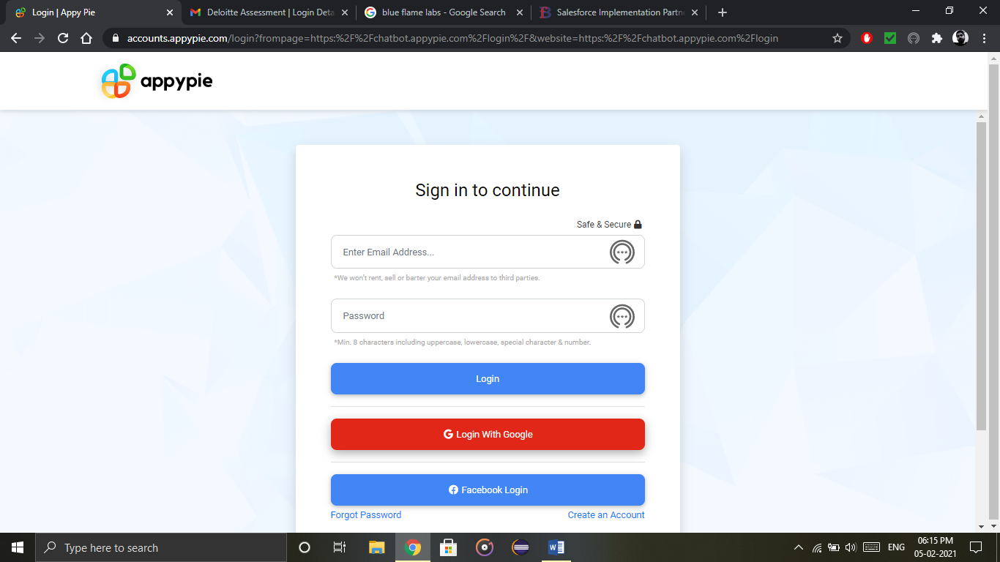 Login | Appy Pie
Deloitte Assessment | Login Deta
blue flame labs - Google Search
Salesforce Implementation Partne
accounts.appypie.com/login?frompage=https:%2F%2Fchatbot.appypie.com%2Flogin%2F&website=https:%2F%2Fchatbot.appypie.com%2Flogin
appypie
Sign in to continue
Safe & Secure
Enter Email Address...
*We won't rent, sell or barter your email address to third parties.
Password
*Min. 8 characters including uppercase, lowercase, special character & number.
Login
G Login With Google
Facebook Login
Forgot Password
Create an Account
Type here to search
ENG
06:15 PM
05-02-2021